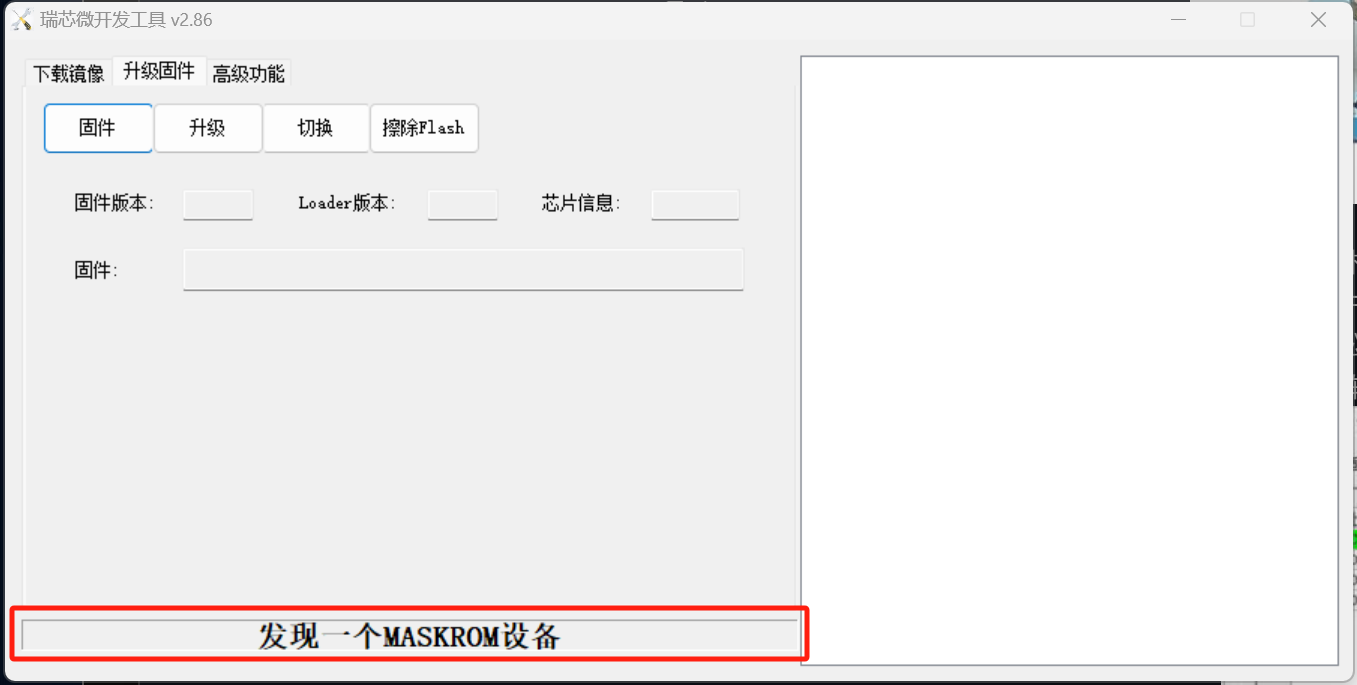 瑞芯微开发工具 v2.86
下载镜像 升级固件 高级功能
固件 升级 切换 擦除Flash
固件版本: Loader版本: 芯片信息:
固件:
发现一个MASKROM设备